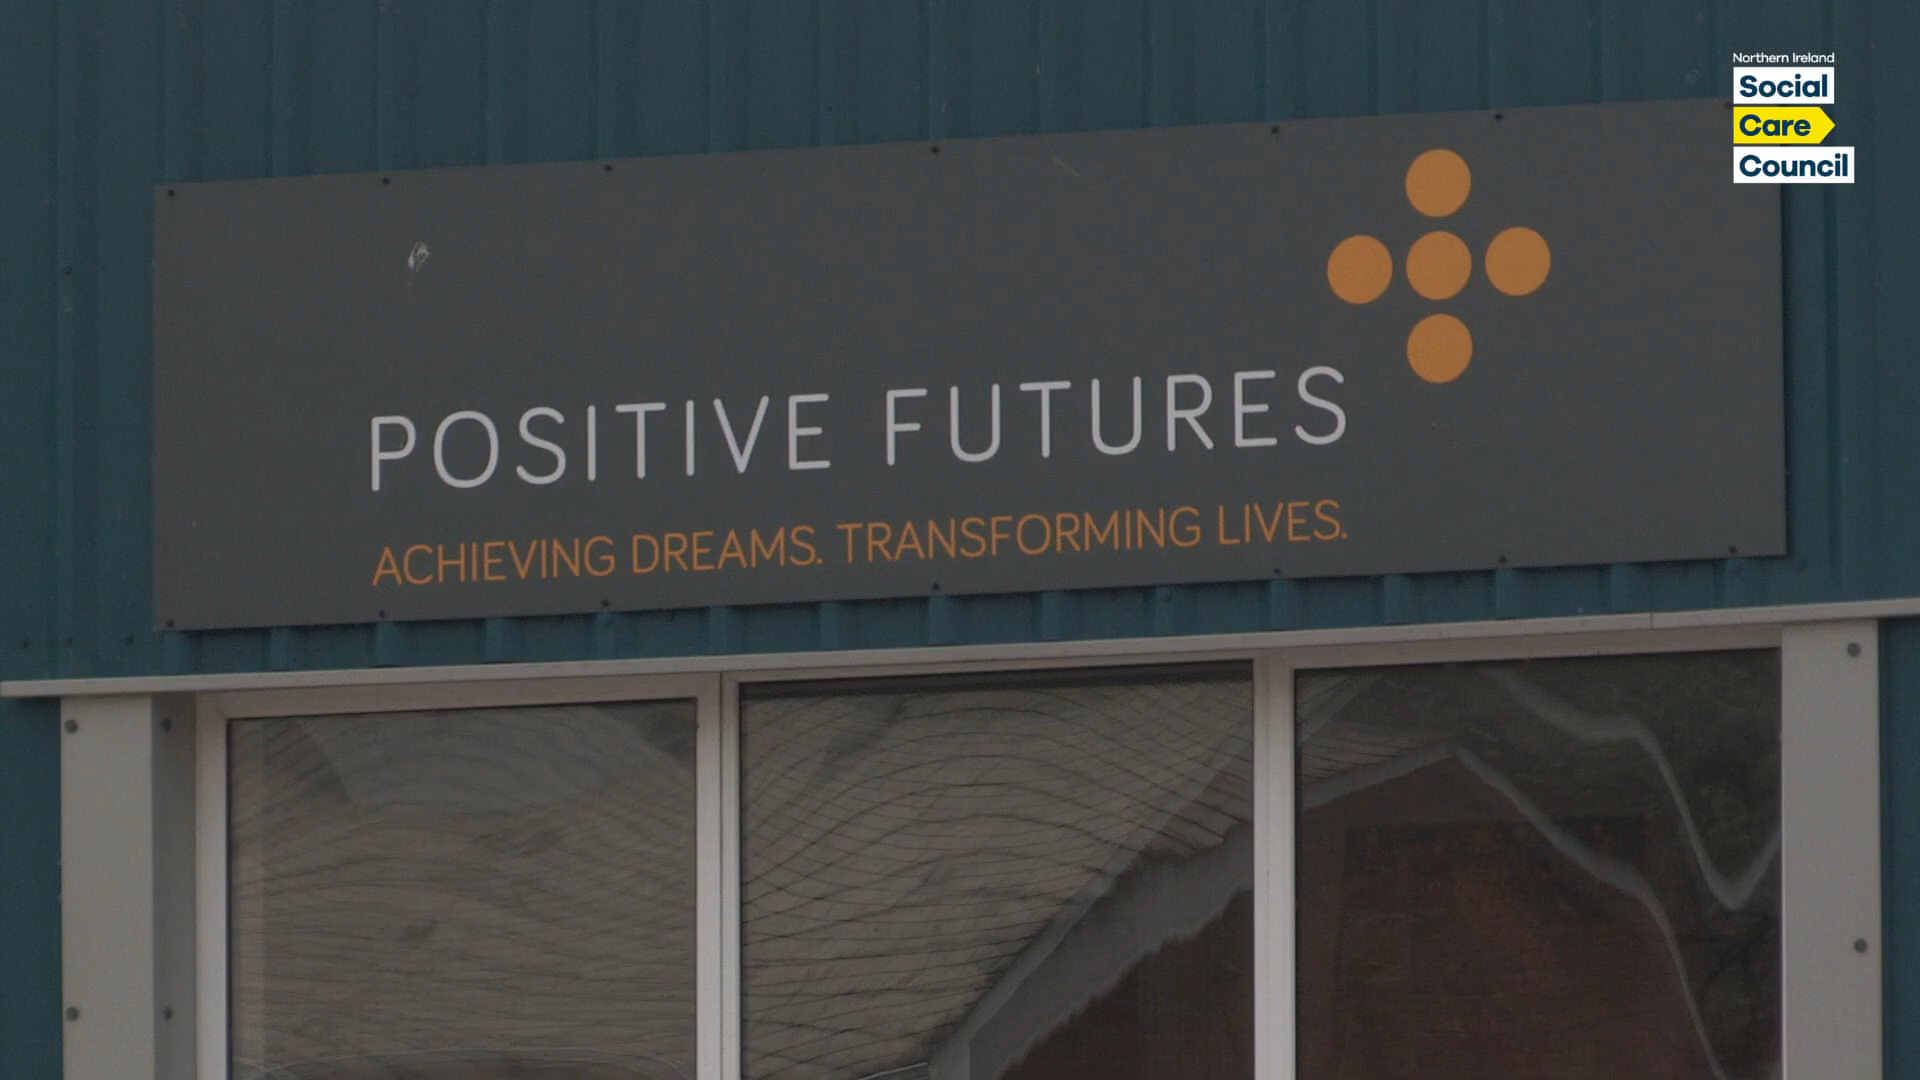 Northern Ireland
Social
Care
Council
POSITIVE FUTURES
ACHIEVING DREAMS. TRANSFORMING LIVES.